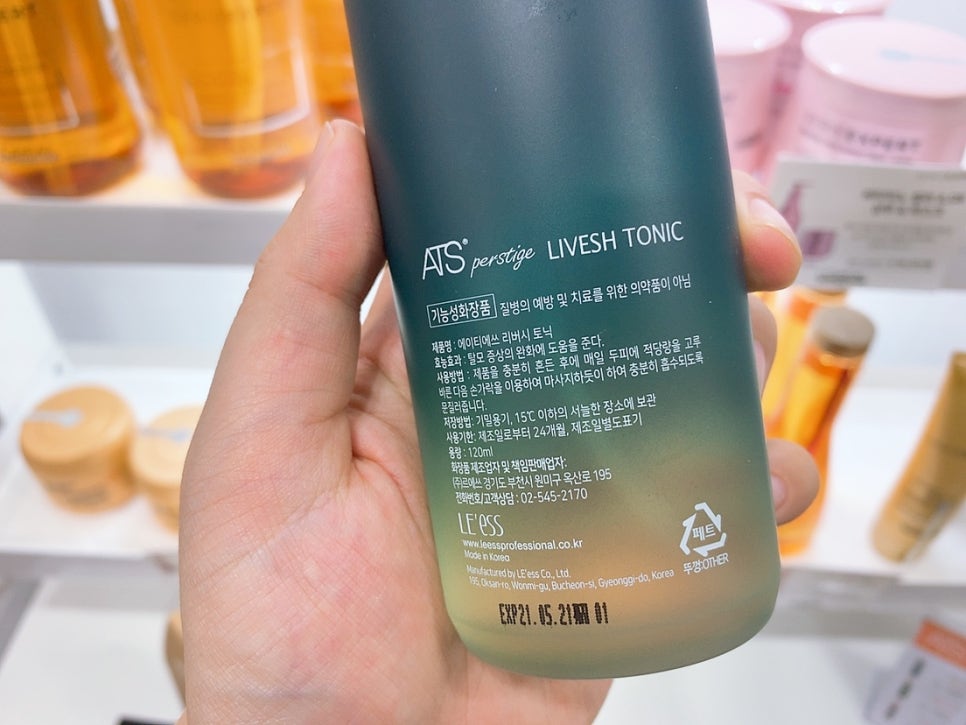 ATS® perstige LIVESH TONIC
기능성화장품 질병의 예방 및 치료를 위한 의약품이 아님
제품명 : 에이티에쓰 리버시 토닉
효능효과 : 탈모 증상의 완화에 도움을 준다.
사용방법 : 제품을 충분히 흔든 후에 매일 두피에 적당량을 고루
바른 다음 손가락을 이용하여 마사지하듯이 하여 충분히 흡수되도록
문질러줍니다.
저장방법: 기밀용기, 15℃ 이하의 서늘한 장소에 보관
사용기한: 제조일로부터 24개월, 제조일별도표기
용량 : 120ml
화장품 제조업자 및 책임판매업자:
(주)르에쓰 경기도 부천시 원미구 옥산로 195
전화번호/고객상담 : 02-545-2170
LE'ess
www.leessprofessional.co.kr
Made in Korea
Manufactured by LE'ess Co., Ltd.
195, Oksan-ro, Wonmi-gu, Bucheon-si, Gyeonggi-do, Korea
페트
뚜껑:OTHER
EXP21.05.21 01